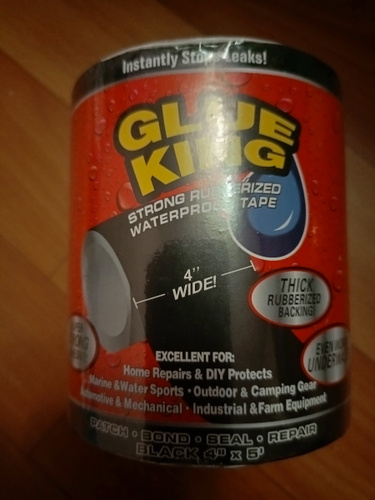 Instantly Stops Leaks!
GLUE
KING
STRONG RUBBERIZED
WATERPROOF TAPE
4"
WIDE!
THICK
RUBBERIZED
BACKING!
EVEN
UNDER
EXCELLENT FOR:
Home Repairs & DIY Protects
Marine & Water Sports • Outdoor & Camping Gear
Automotive & Mechanical • Industrial & Farm Equipment
PATCH • BOND • SEAL • REPAIR
BLACK 4" x 5'